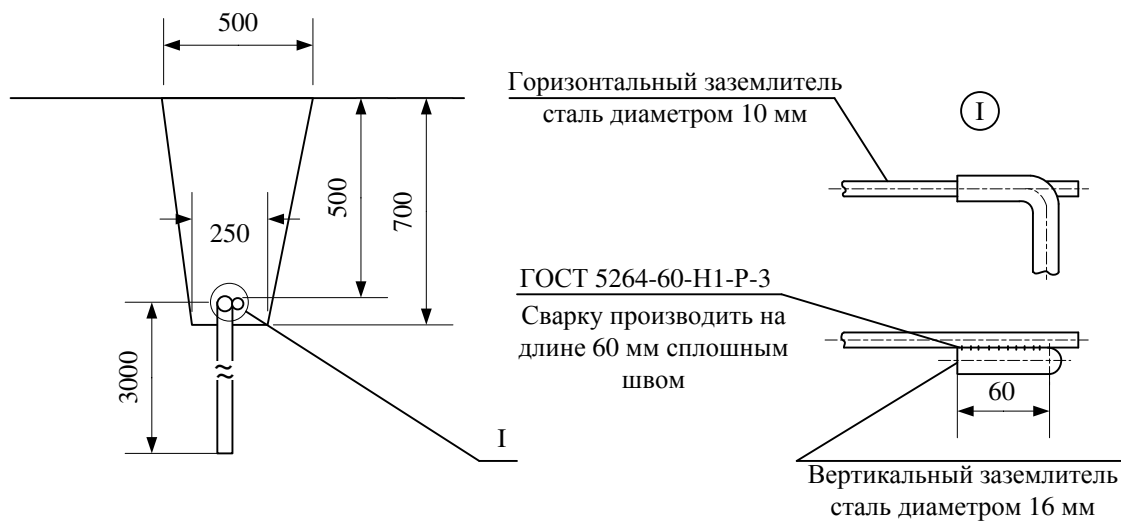 500
Горизонтальный заземлитель
сталь диаметром 10 мм
I
500
700
250
ГОСТ 5264-60-Н1-Р-3
Сварку производить на
длине 60 мм сплошным
швом
3000
60
I
Вертикальный заземлитель
сталь диаметром 16 мм